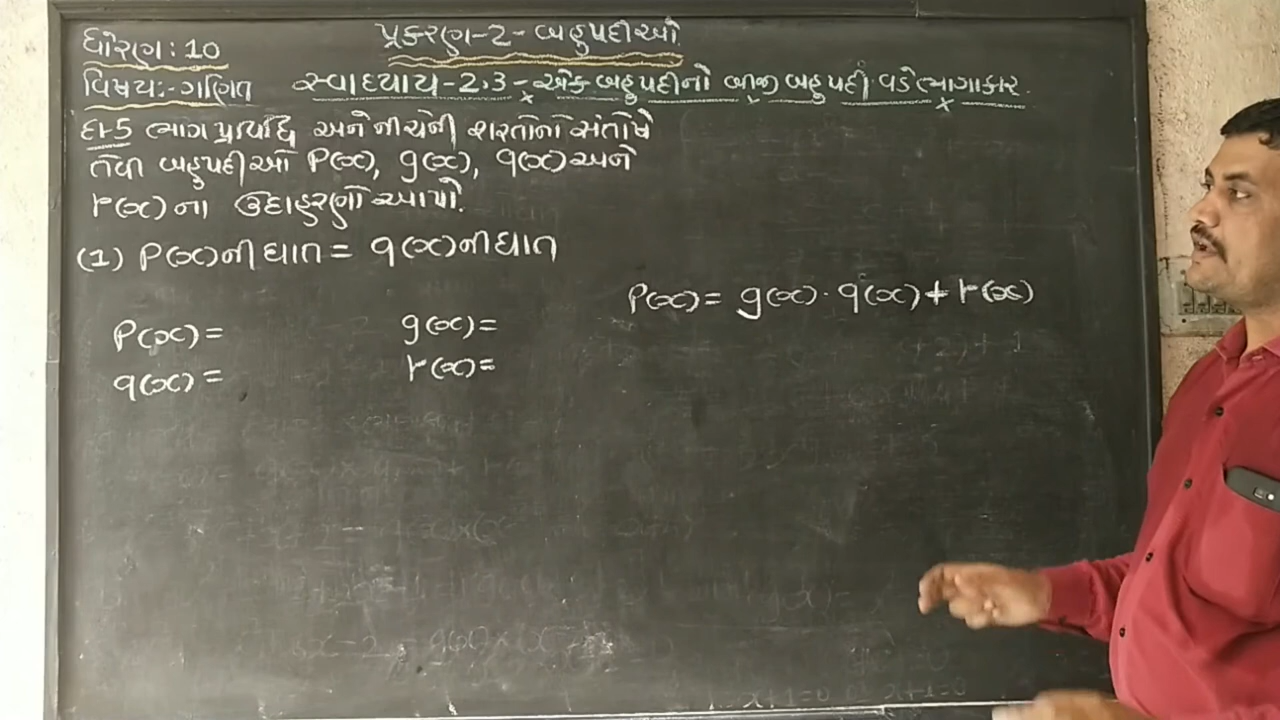 ધોરણ: 10
પ્રકરણ-2-બહુપદીઓ
વિષય:-ગણિત
સ્વાધ્યાય-2.3-એક બહુપદીનો બીજી બહુપદી વડે ભાગાકાર
દા-5 ભાગ પ્રવિધિ અને નીચેની શરતોનો સંતોષે
તેવી બહુપદીઓ P(x), g(x), q(x) અને
r(x) ના ઉદાહરણો આપો.
(1) P(x)ની ઘાત = q(x)ની ઘાત
P(x) = g(x) · q(x) + r(x)
P(x) =
g(x) =
q(x) =
r(x) =